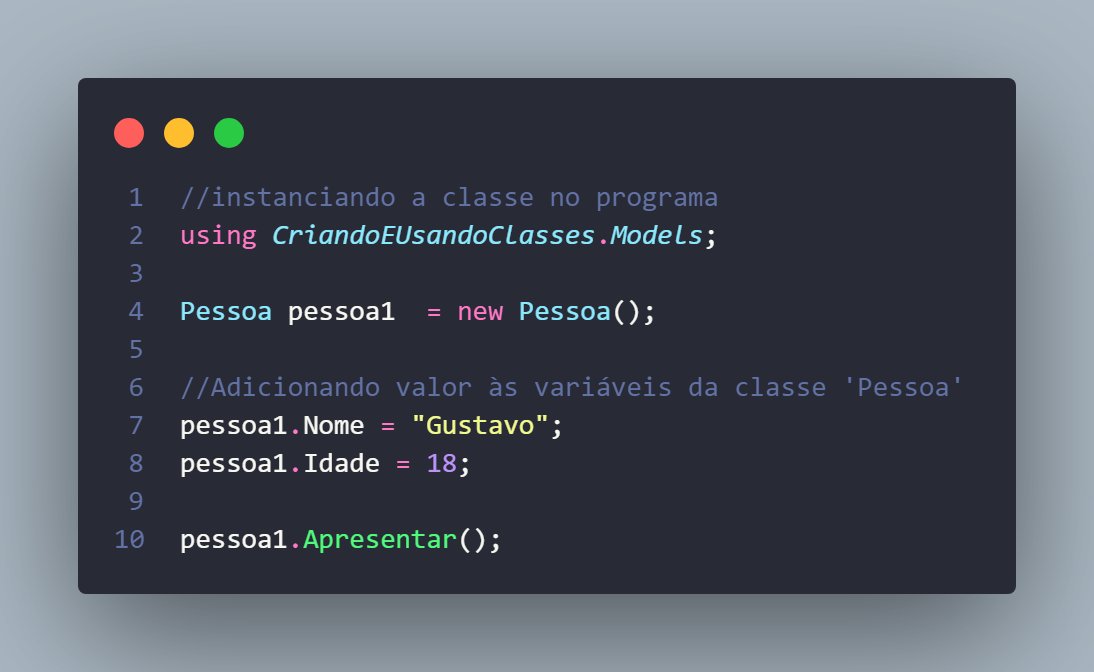 1 //instanciando a classe no programa
2 using CriandoEUsandoClasses.Models;
3
4 Pessoa pessoa1  = new Pessoa();
5
6 //Adicionando valor às variáveis da classe 'Pessoa'
7 pessoa1.Nome = "Gustavo";
8 pessoa1.Idade = 18;
9
10 pessoa1.Apresentar();